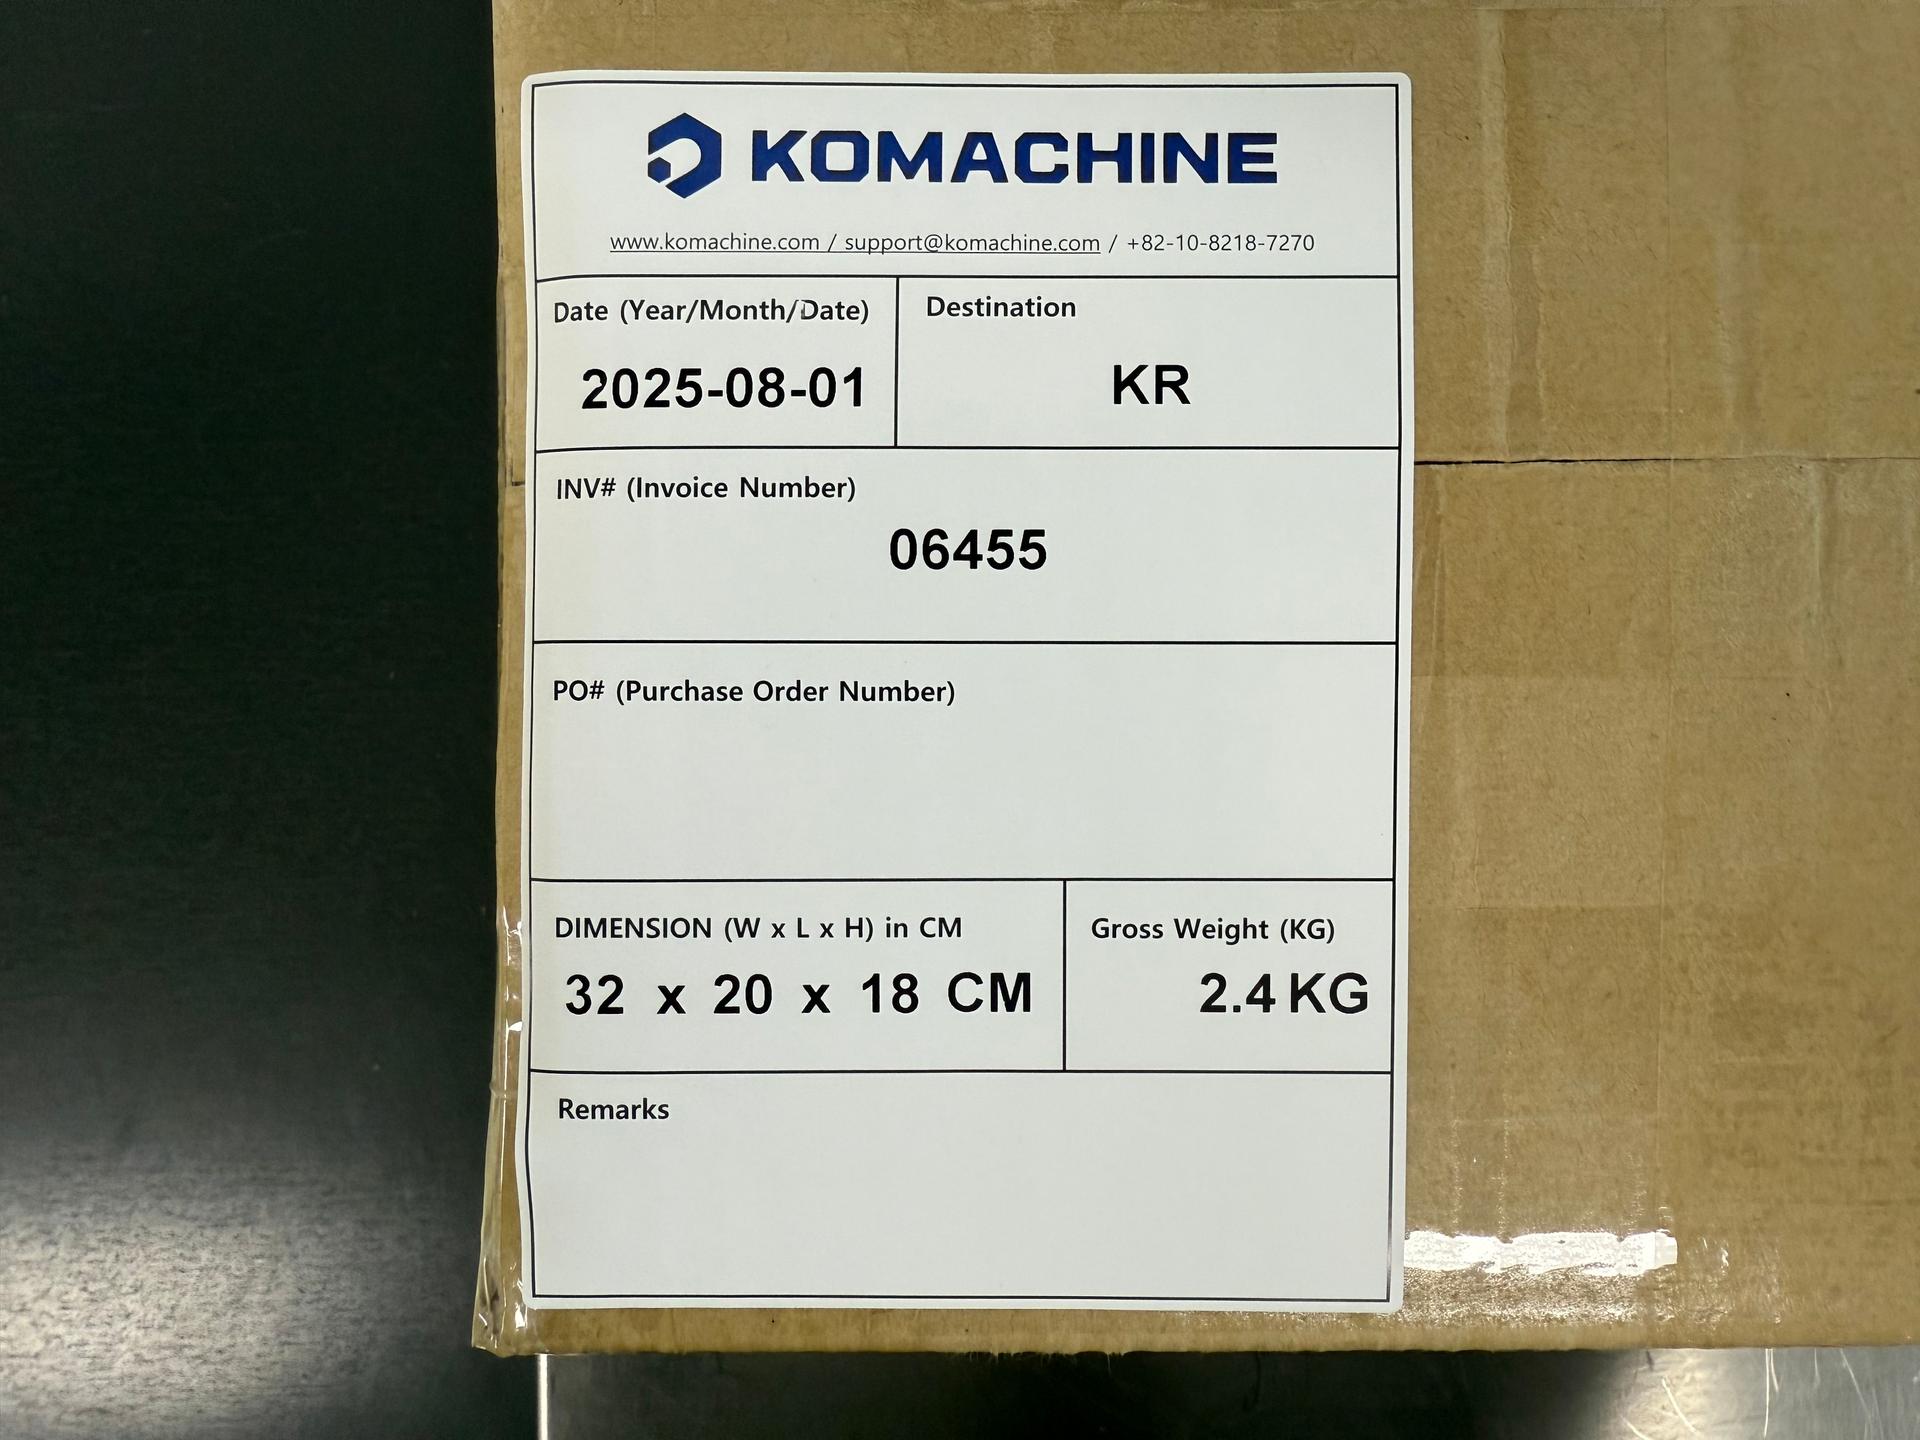 KOMACHINE
www.komachine.com / support@komachine.com / +82-10-8218-7270
Date (Year/Month/Date)
2025-08-01
Destination
KR
INV# (Invoice Number)
06455
PO# (Purchase Order Number)
DIMENSION (W x L x H) in CM
32 x 20 x 18 CM
Gross Weight (KG)
2.4 KG
Remarks